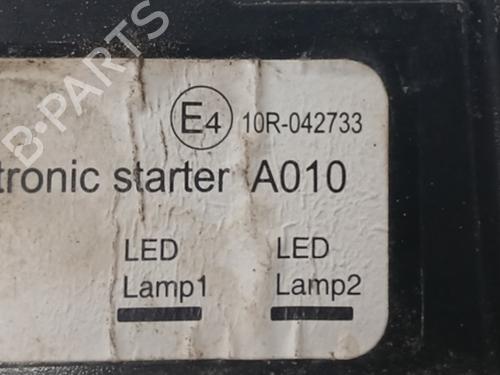 E4 10R-042733
tronic starter A010
LED LED
Lamp1 Lamp2
B-PARTS